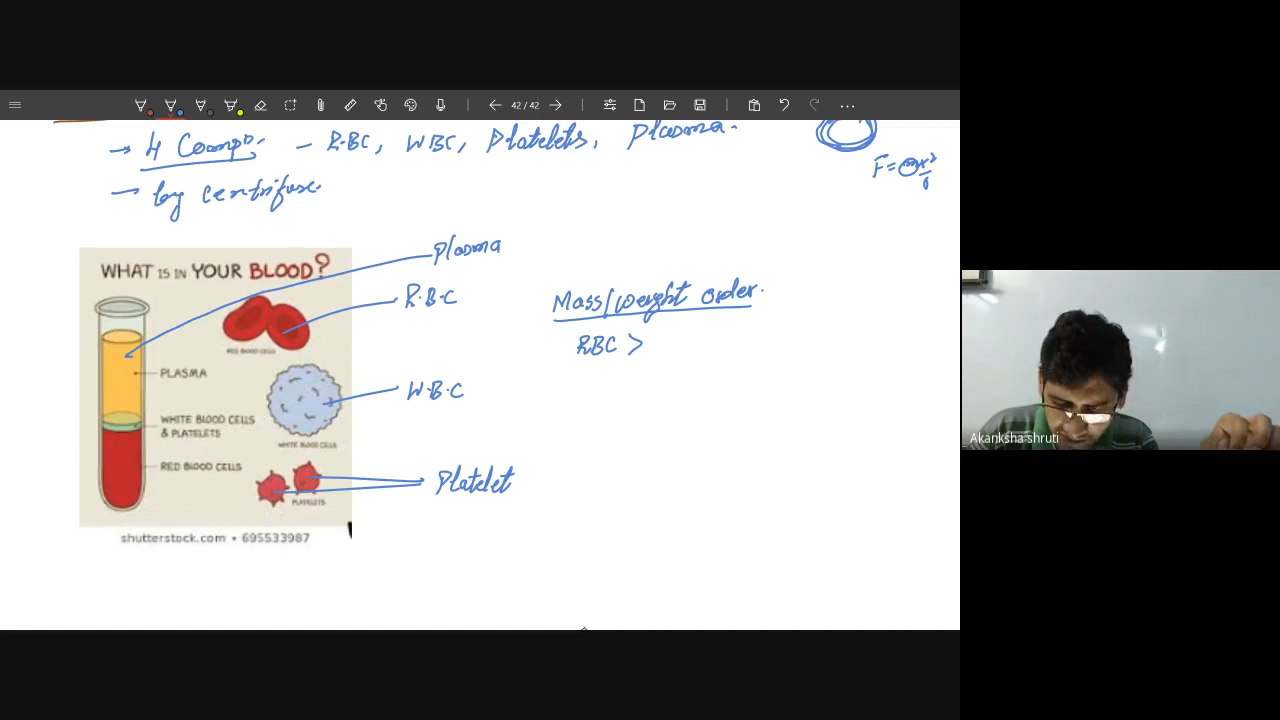 42/42
→ 4 Comp. - R.BC, WBC, Platelets, Plasma.
→ by centrifuge.
WHAT IS IN YOUR BLOOD?
Plasma
R.B.C
RED BLOOD CELLS
Mass/weight order.
RBC >
PLASMA
W.B.C
WHITE BLOOD CELLS
& PLATELETS
WHITE BLOOD CELLS
RED BLOOD CELLS
Platelet
PLATELETS
shutterstock.com • 695533987
Akanksha shruti